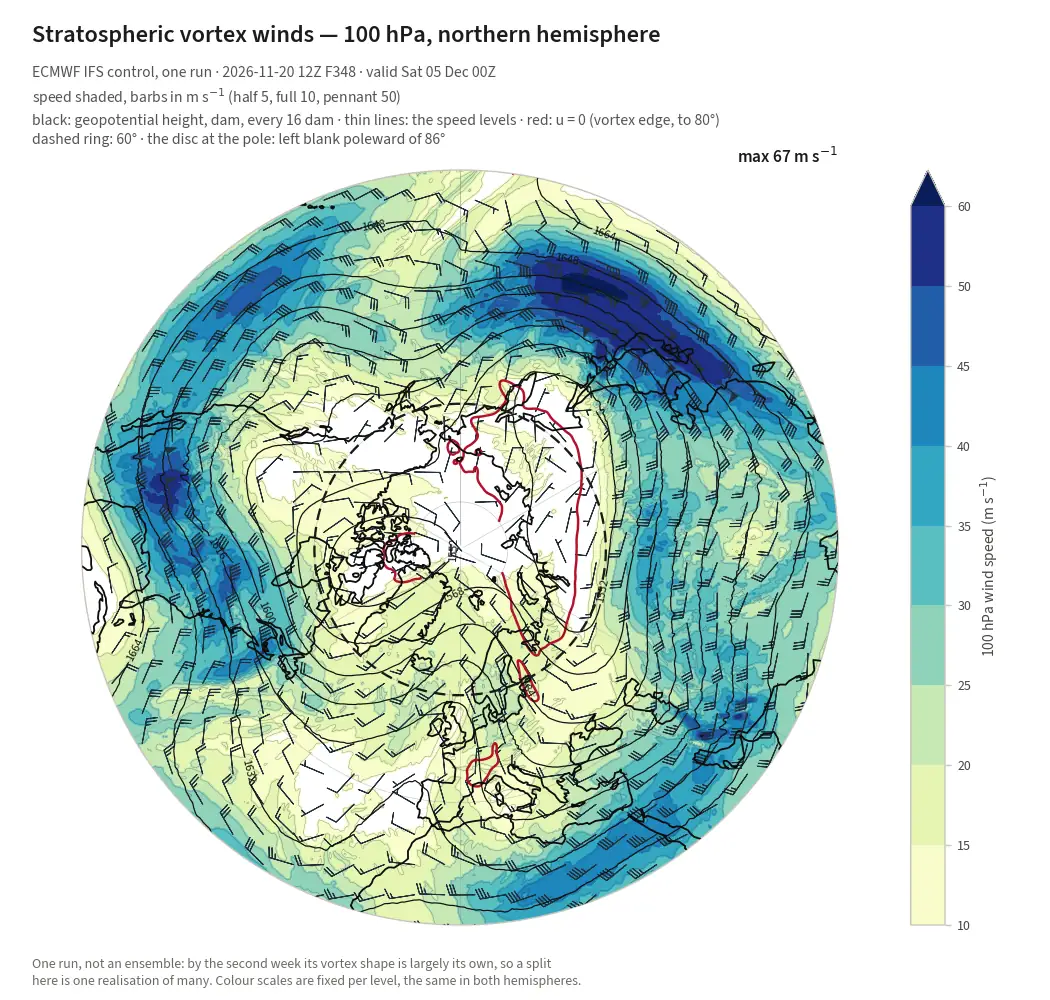 Stratospheric vortex winds — 100 hPa, northern hemisphere
ECMWF IFS control, one run · 2026-11-20 12Z F348 · valid Sat 05 Dec 00Z
speed shaded, barbs in m s⁻¹ (half 5, full 10, pennant 50)
black: geopotential height, dam, every 16 dam · thin lines: the speed levels · red: u = 0 (vortex edge, to 80°)
dashed ring: 60° · the disc at the pole: left blank poleward of 86°
max 67 m s⁻¹
60
50
45
40
35
30
25
20
15
10
100 hPa wind speed (m s⁻¹)
1648
1664
1648
1664
One run, not an ensemble: by the second week its vortex shape is largely its own, so a split
here is one realisation of many. Colour scales are fixed per level, the same in both hemispheres.